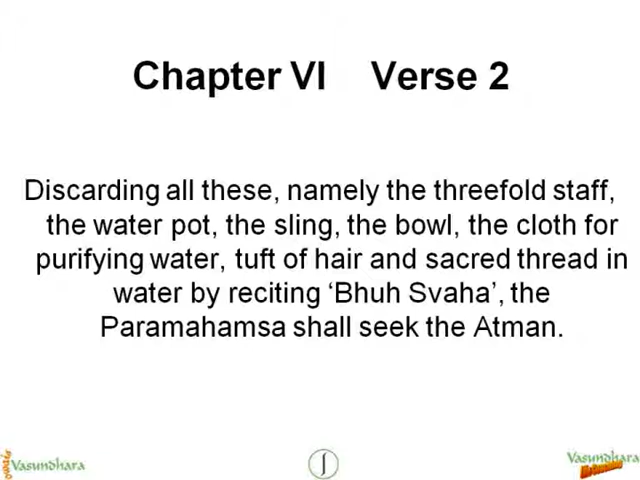 Chapter VI Verse 2
Discarding all these, namely the threefold staff,
the water pot, the sling, the bowl, the cloth for
purifying water, tuft of hair and sacred thread in
water by reciting ‘Bhuh Svaha’, the
Paramahamsa shall seek the Atman.
Vasundhara
Vasundhara